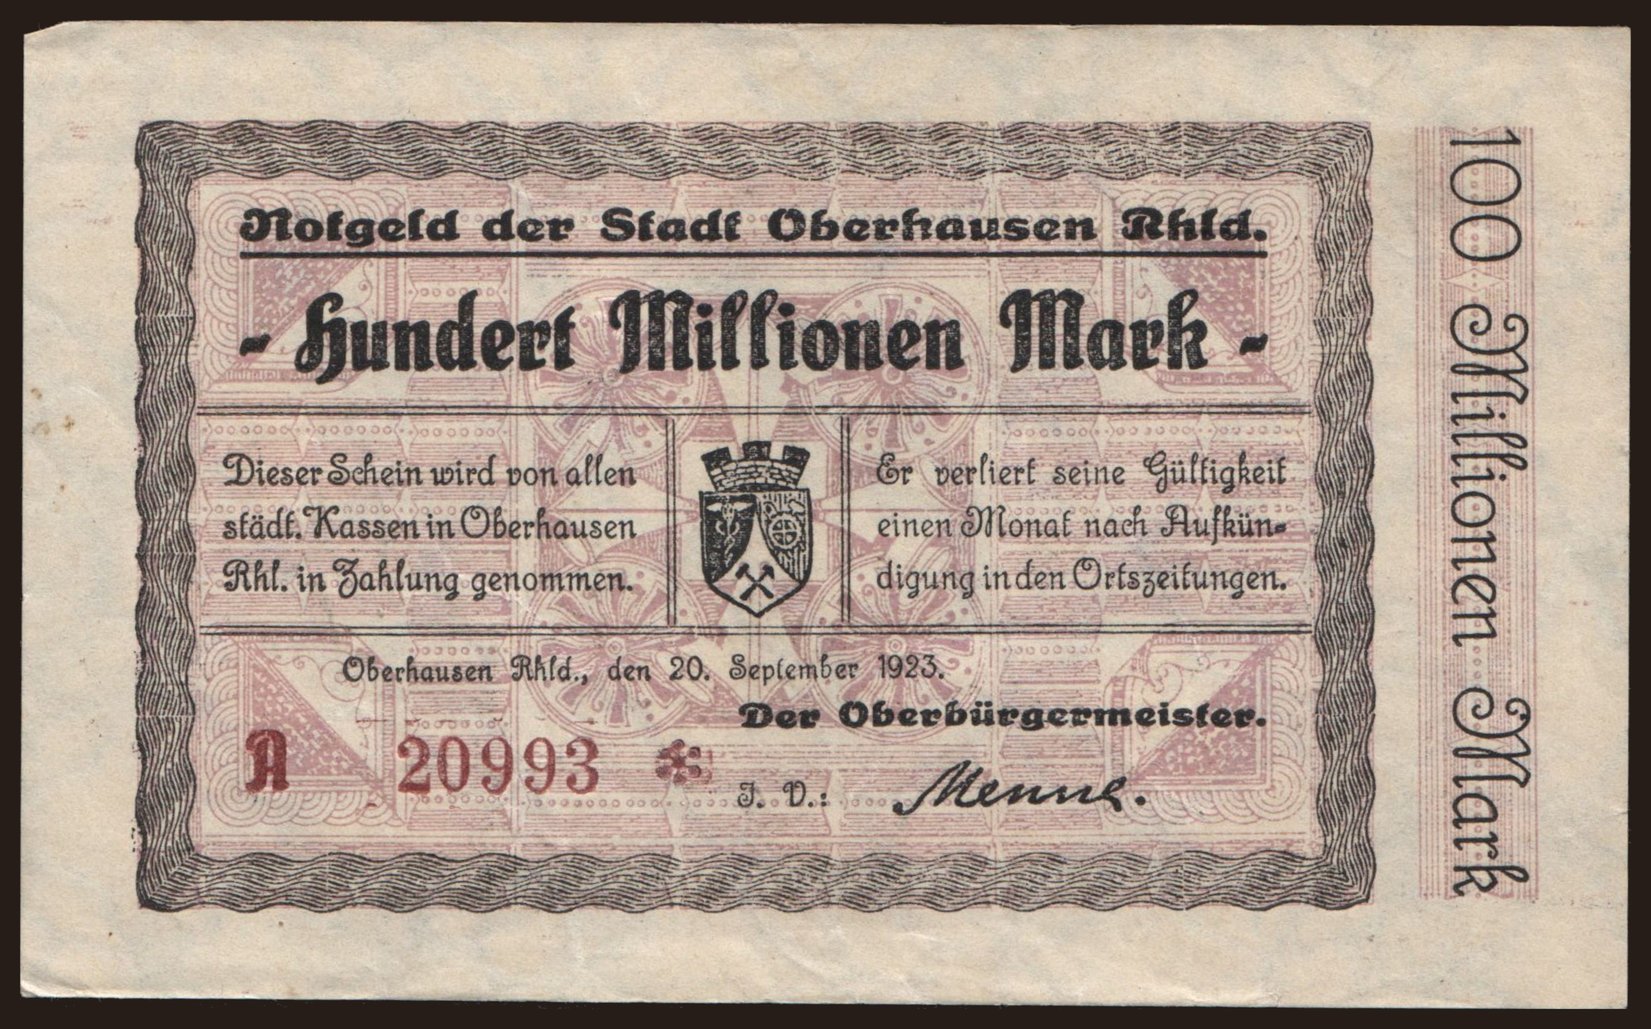 Notgeld der Stadt Oberhausen Rhld.
- Hundert Millionen Mark -
Dieser Schein wird von allen
städt. Kassen in Oberhausen
Rhl. in Zahlung genommen.
Er verliert seine Gültigkeit
einen Monat nach Aufkün-
digung in den Ortszeitungen.
Oberhausen Rhld., den 20. September 1923.
Der Oberbürgermeister.
A 20993 *
J. V.:
100 Millionen Mark